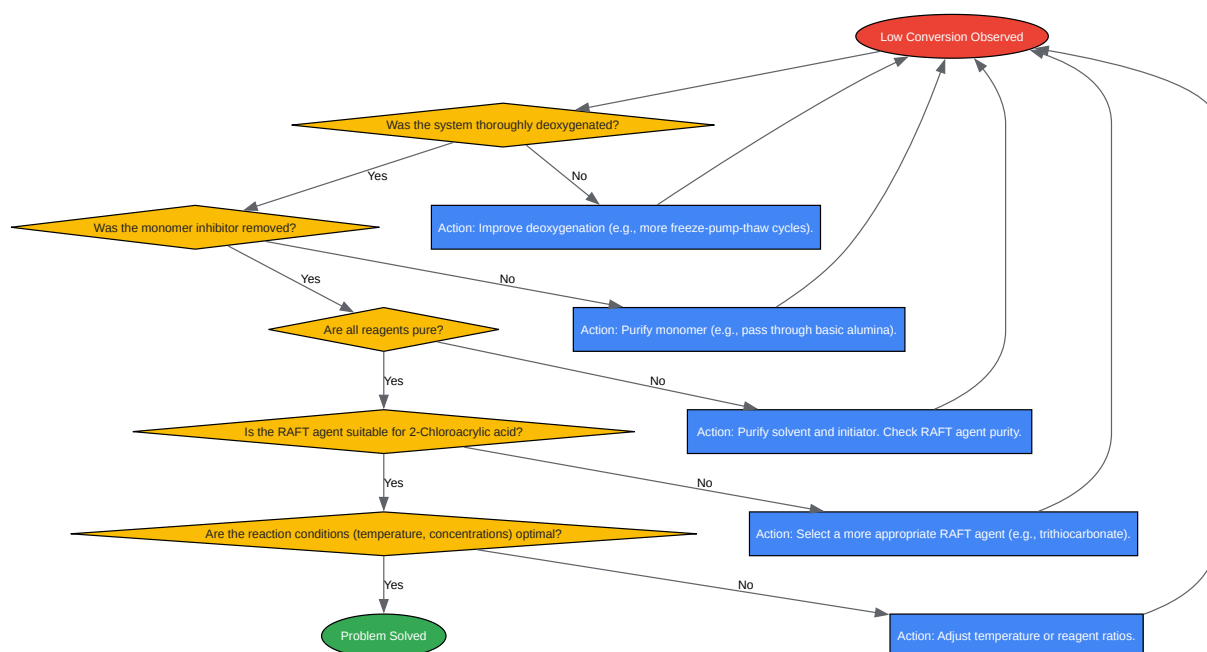 Low Conversion Observed
Was the system thoroughly deoxygenated?
Yes
No
Was the monomer inhibitor removed?
Action: Improve deoxygenation (e.g., more freeze-pump-thaw cycles).
Yes
No
Are all reagents pure?
Action: Purify monomer (e.g., pass through basic alumina).
Yes
No
Is the RAFT agent suitable for 2-Chloroacrylic acid?
Action: Purify solvent and initiator. Check RAFT agent purity.
Yes
No
Are the reaction conditions (temperature, concentrations) optimal?
Action: Select a more appropriate RAFT agent (e.g., trithiocarbonate).
Yes
No
Problem Solved
Action: Adjust temperature or reagent ratios.